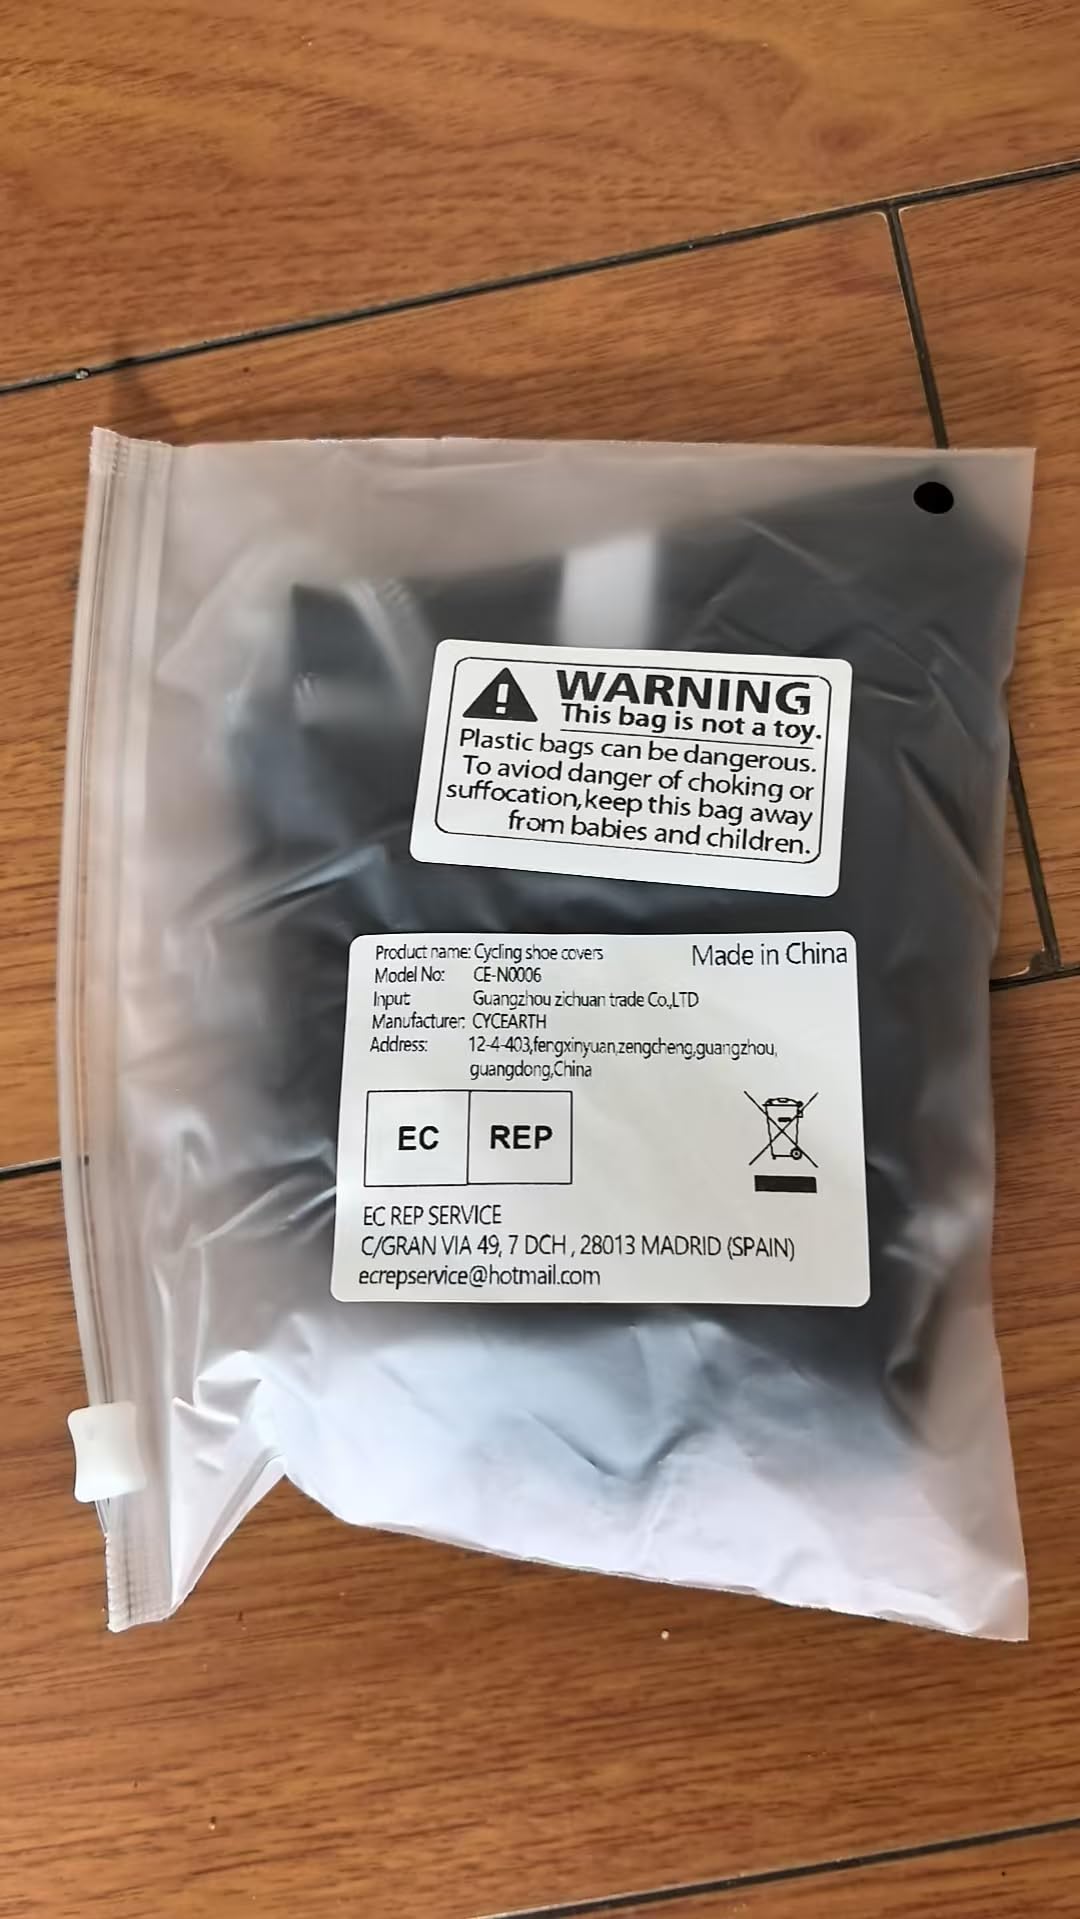 WARNING
This bag is not a toy.
Plastic bags can be dangerous.
To aviod danger of choking or
suffocation,keep this bag away
from babies and children.
Product name: Cycling shoe covers
Made in China
Model No: CE-N0006
Input: Guangzhou zichuan trade Co.,LTD
Manufacturer: CYCEARTH
Address: 12-4-403,fengxinyuan,zengcheng,guangzhou,
guangdong,China
EC REP
EC REP SERVICE
C/GRAN VIA 49, 7 DCH , 28013 MADRID (SPAIN)
ecrepservice@hotmail.com